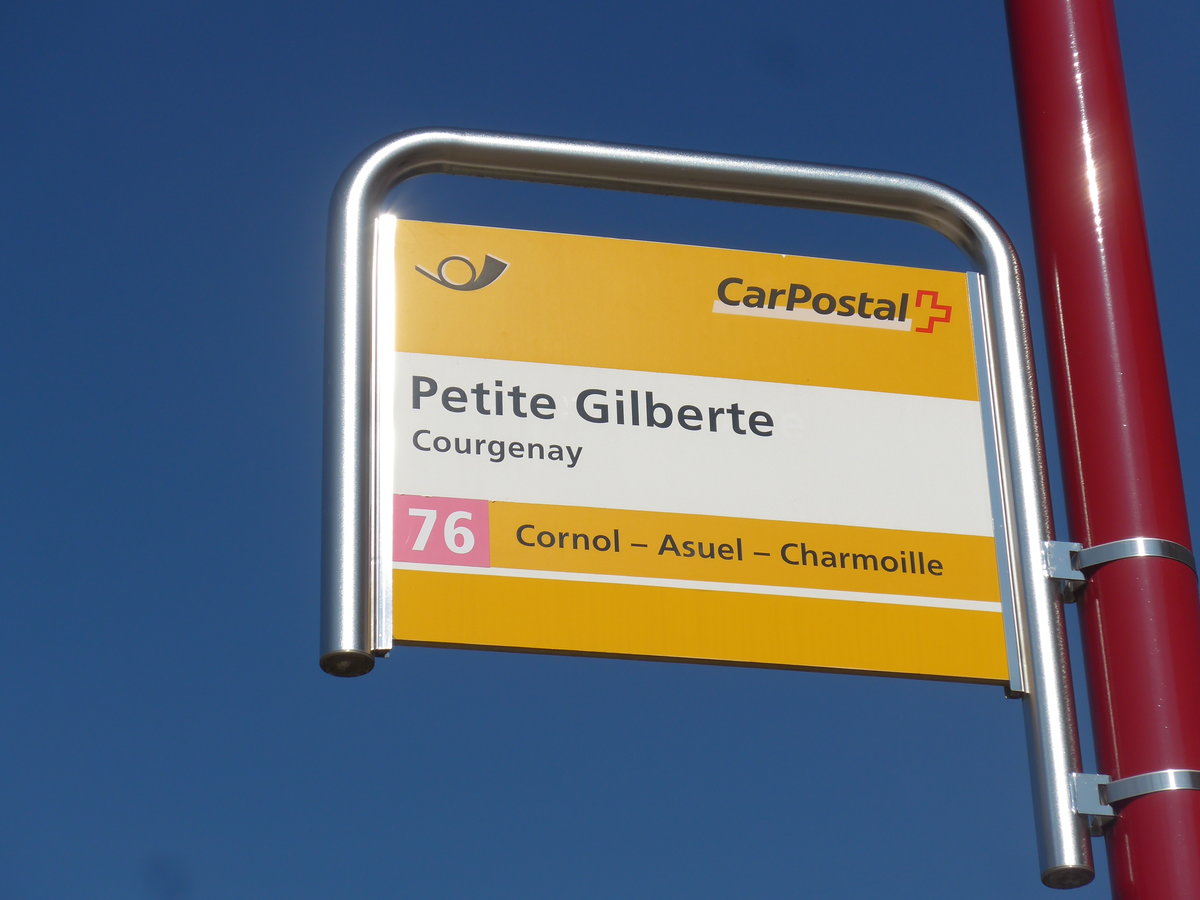 CarPostal
Petite Gilberte
Courgenay
76 Cornol – Asuel – Charmoille